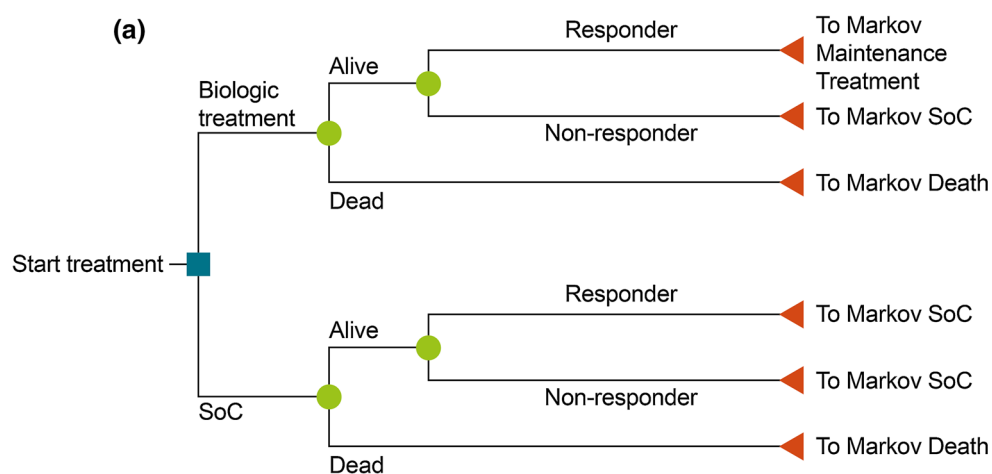 (a)
Responder
To Markov
Maintenance
Treatment
Alive
Biologic
treatment
To Markov SoC
Non-responder
To Markov Death
Dead
Start treatment
Responder
To Markov SoC
Alive
To Markov SoC
Non-responder
SoC
To Markov Death
Dead